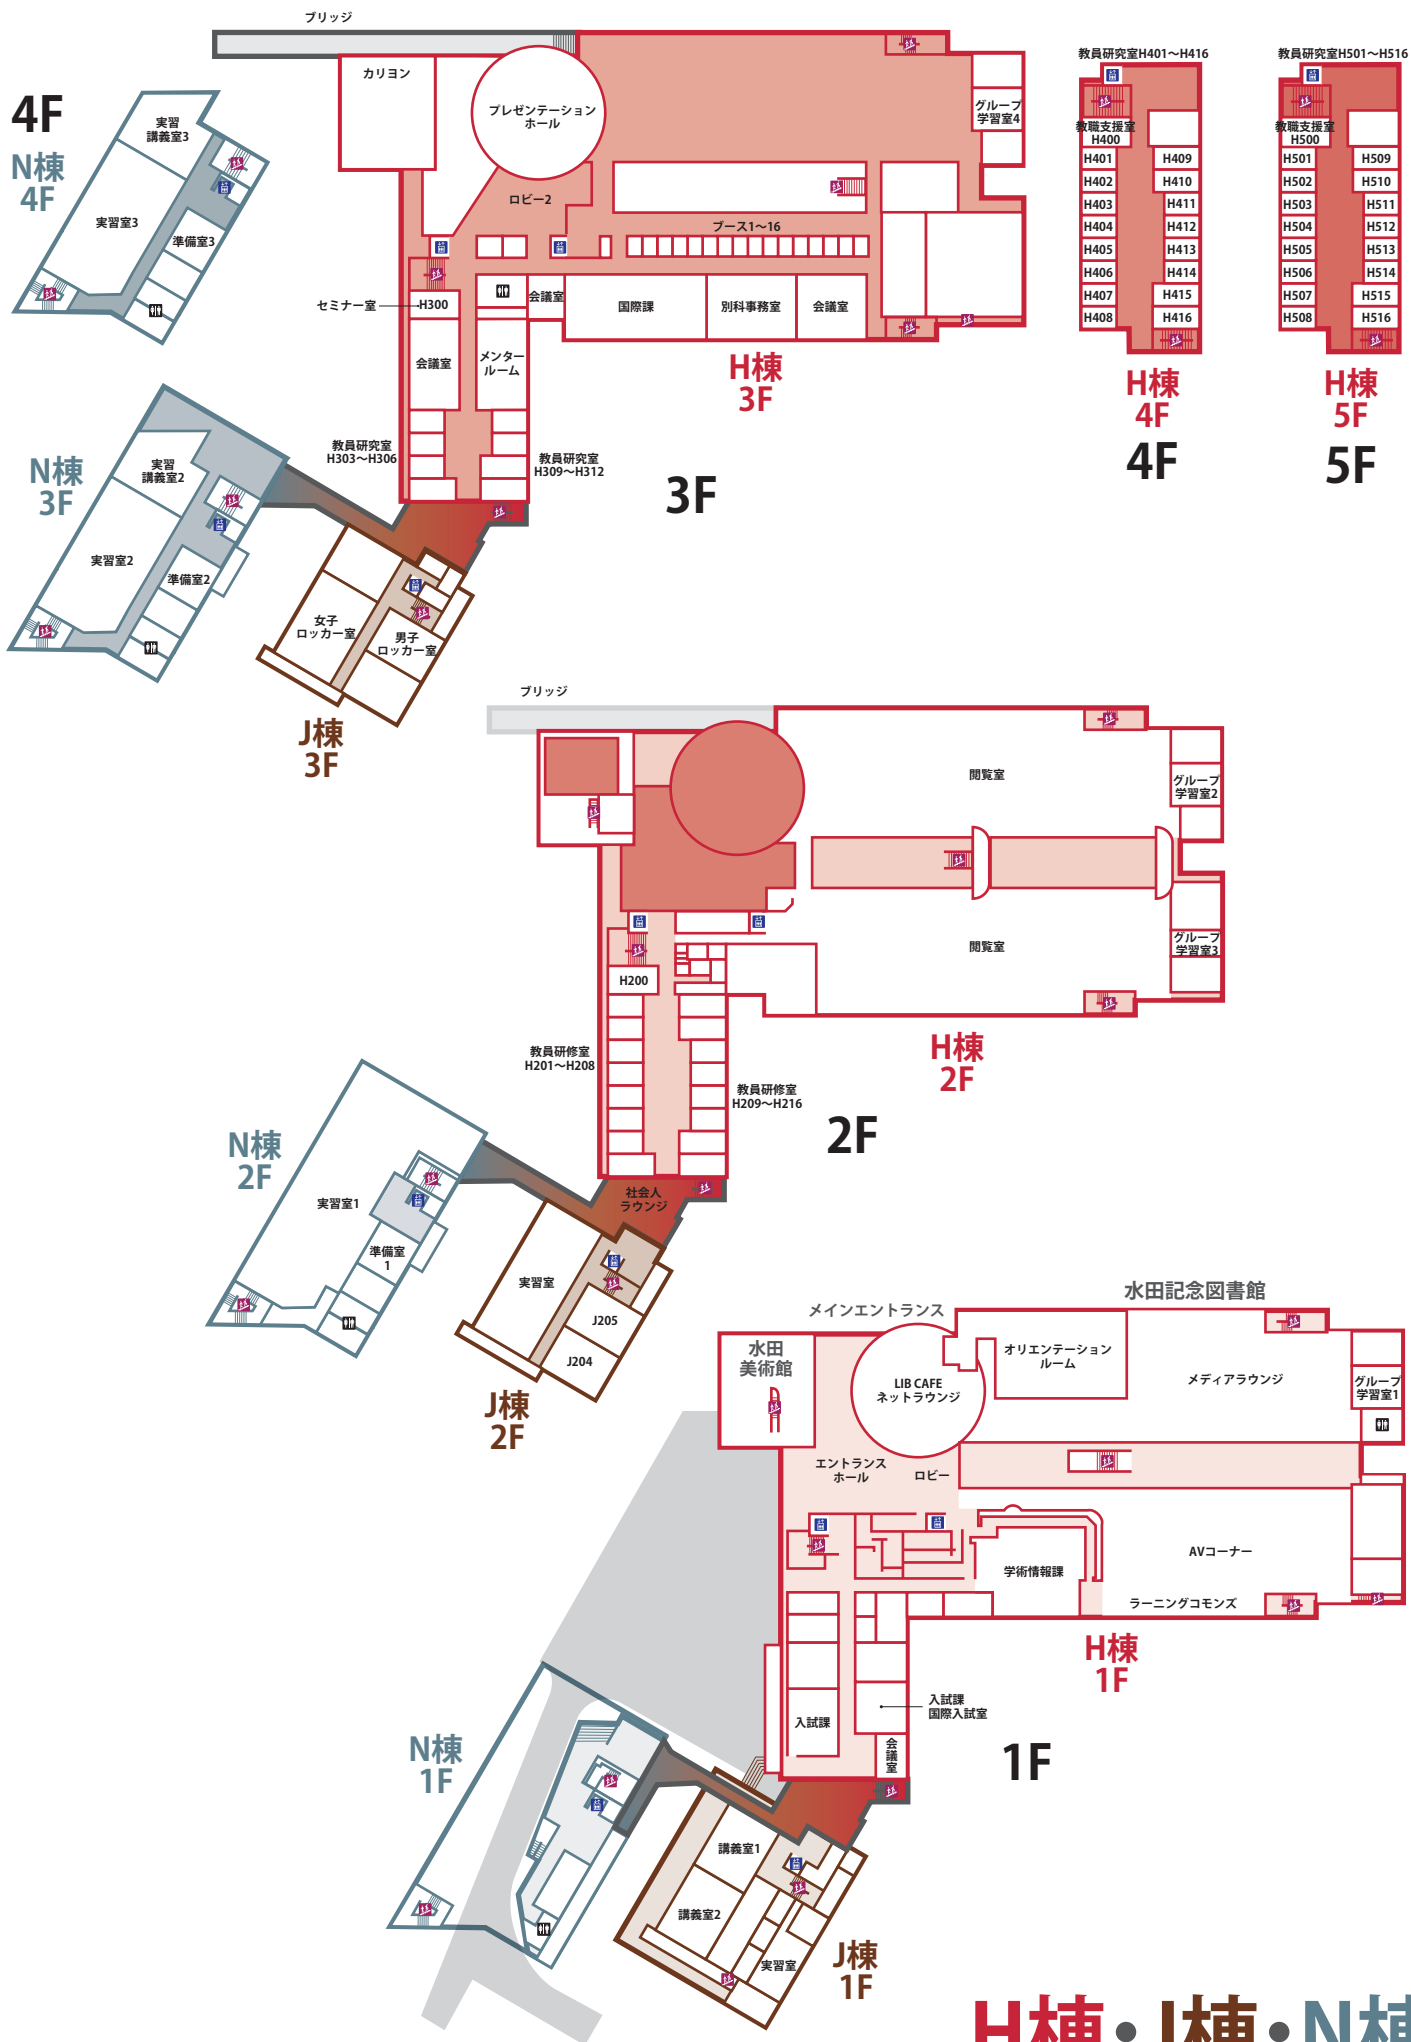 ブリッジ
カリヨン
プレゼンテーション
ホール
グループ
学習室4
ロビー2
ブース1〜16
会議室
国際課
別科事務室
会議室
セミナー室
H300
会議室
メンター
ルーム
教員研究室
H303〜H306
教員研究室
H309〜H312
H棟
3F
3F
教員研究室H401〜H416
教職支援室
H400
H401
H409
H402
H410
H403
H411
H404
H412
H405
H413
H406
H414
H407
H415
H408
H416
H棟
4F
4F
教員研究室H501〜H516
教職支援室
H500
H501
H509
H502
H510
H503
H511
H504
H512
H505
H513
H506
H514
H507
H515
H508
H516
H棟
5F
5F
4F
N棟
4F
実習
講義室3
実習室3
準備室3
N棟
3F
実習
講義室2
実習室2
準備室2
女子
ロッカー室
男子
ロッカー室
J棟
3F
ブリッジ
閲覧室
グループ
学習室2
閲覧室
グループ
学習室3
H200
教員研修室
H201〜H208
教員研修室
H209〜H216
H棟
2F
2F
N棟
2F
実習室1
準備室
1
社会人
ラウンジ
実習室
J205
J204
J棟
2F
水田記念図書館
メインエントランス
水田
美術館
LIB CAFE
ネットラウンジ
オリエンテーション
ルーム
メディアラウンジ
グループ
学習室1
エントランス
ホール
ロビー
学術情報課
AVコーナー
ラーニングコモンズ
H棟
1F
入試課
入試課
国際入試室
会議室
1F
N棟
1F
講義室1
講義室2
実習室
J棟
1F
H棟・J棟・N棟